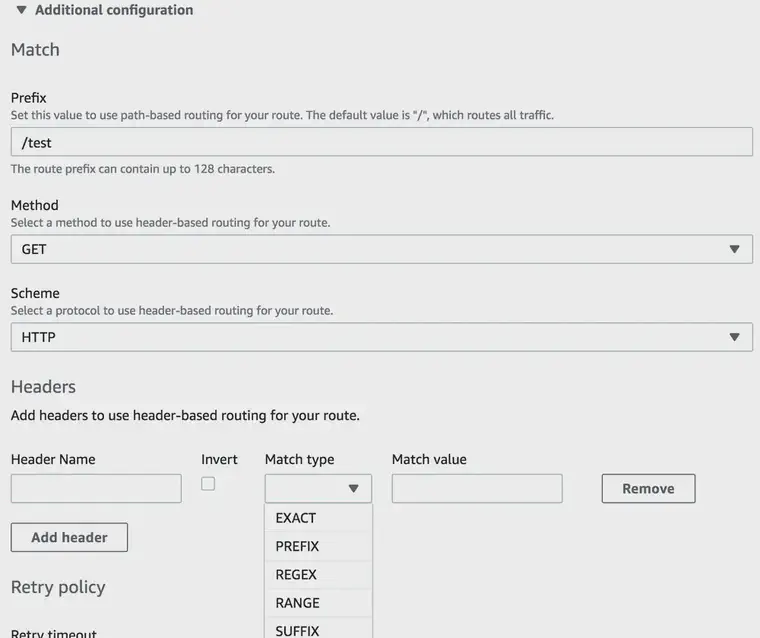 Additional configuration
Match
Prefix
Set this value to use path-based routing for your route. The default value is "/", which routes all traffic.
/test
The route prefix can contain up to 128 characters.
Method
Select a method to use header-based routing for your route.
GET
Scheme
Select a protocol to use header-based routing for your route.
HTTP
Headers
Add headers to use header-based routing for your route.
Header Name Invert Match type Match value
Remove
EXACT
Add header
PREFIX
REGEX
Retry policy
RANGE
SUFFIX
Retry timeout